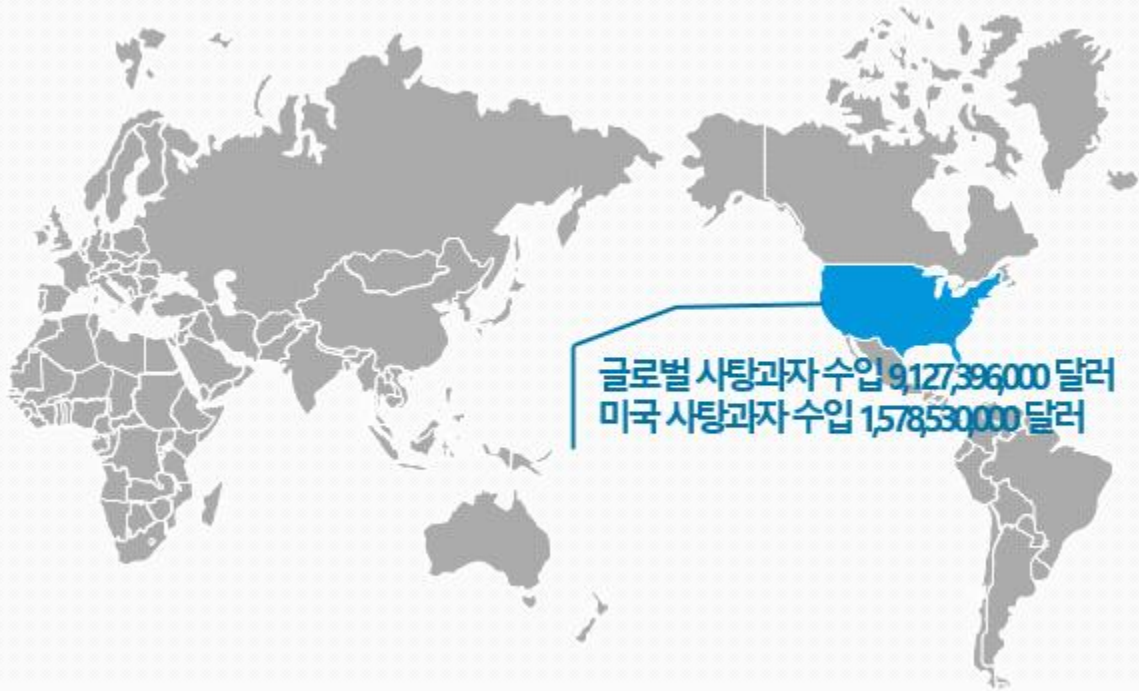 글로벌 사탕과자 수입 9,127,396,000 달러
미국 사탕과자 수입 1,578,530,000 달러